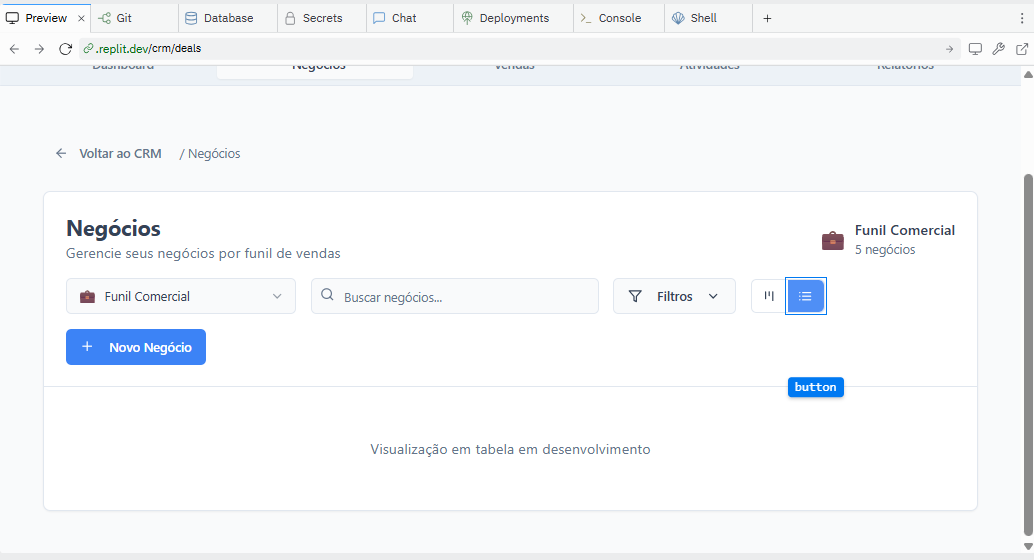 Preview
Git
Database
Secrets
Chat
Deployments
Console
Shell
.replit.dev/crm/deals
Dashboard
Negócios
Vendas
Atividades
Relatórios
Voltar ao CRM / Negócios
Negócios
Gerencie seus negócios por funil de vendas
Funil Comercial
5 negócios
Funil Comercial
Buscar negócios...
Filtros
Novo Negócio
button
Visualização em tabela em desenvolvimento